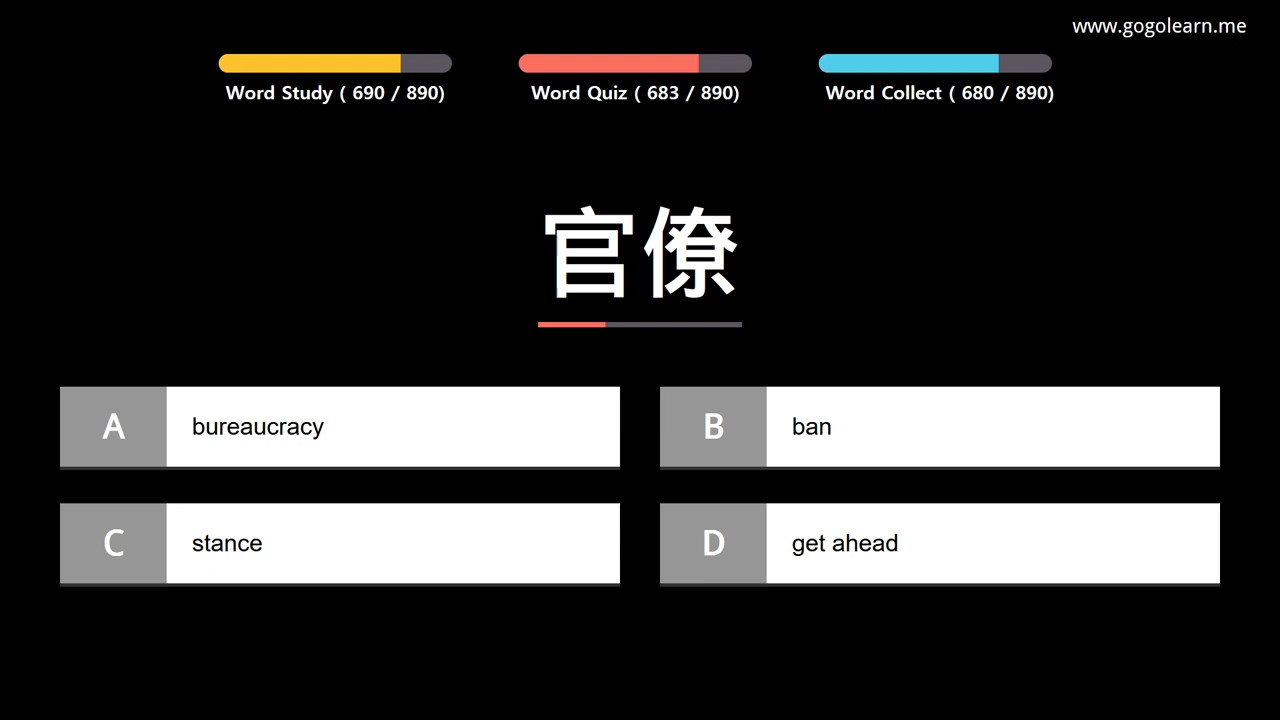 www.gogolearn.me
Word Study ( 690 / 890)
Word Quiz ( 683 / 890)
Word Collect ( 680 / 890)
官僚
A bureaucracy
B ban
C stance
D get ahead